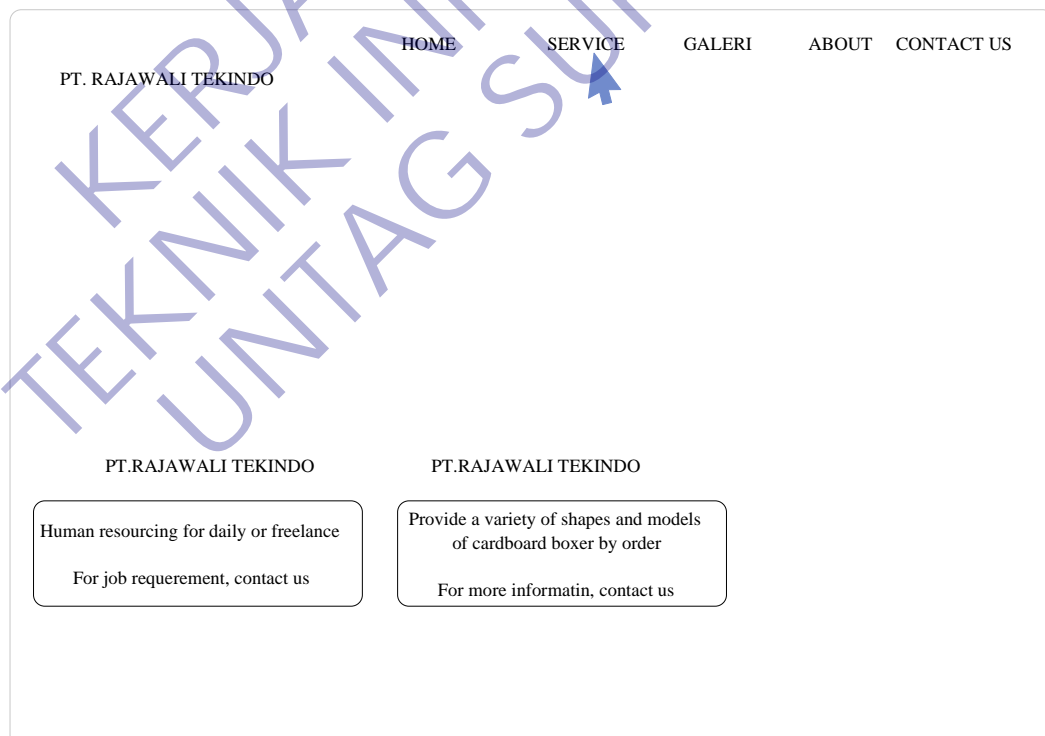 HOME SERVICE GALERI ABOUT CONTACT US
PT. RAJAWALI TEKINDO
KERJA
TEKNIK IN
UNTAG SU
PT.RAJAWALI TEKINDO PT.RAJAWALI TEKINDO
Human resourcing for daily or freelance
For job requerement, contact us
Provide a variety of shapes and models
of cardboard boxer by order
For more informatin, contact us